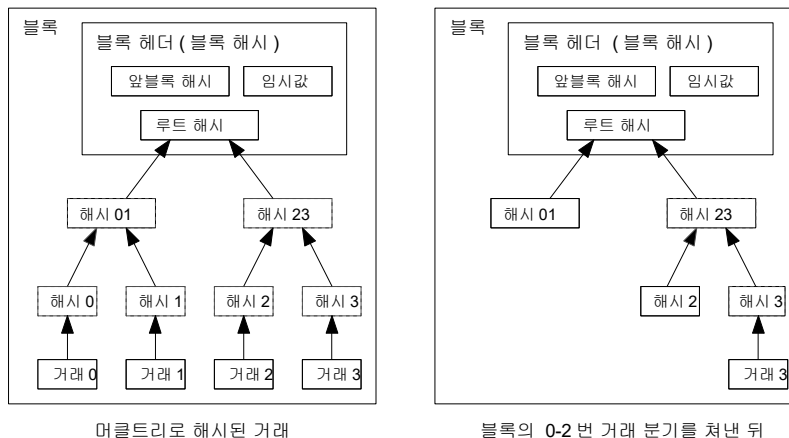 블록
블록 헤더 ( 블록 해시 )
앞블록 해시 임시값
루트 해시
해시 01 해시 23
해시 0 해시 1 해시 2 해시 3
거래 0 거래 1 거래 2 거래 3
머클트리로 해시된 거래
블록
블록 헤더 ( 블록 해시 )
앞블록 해시 임시값
루트 해시
해시 01 해시 23
해시 2 해시 3
거래 3
블록의 0-2 번 거래 분기를 쳐낸 뒤